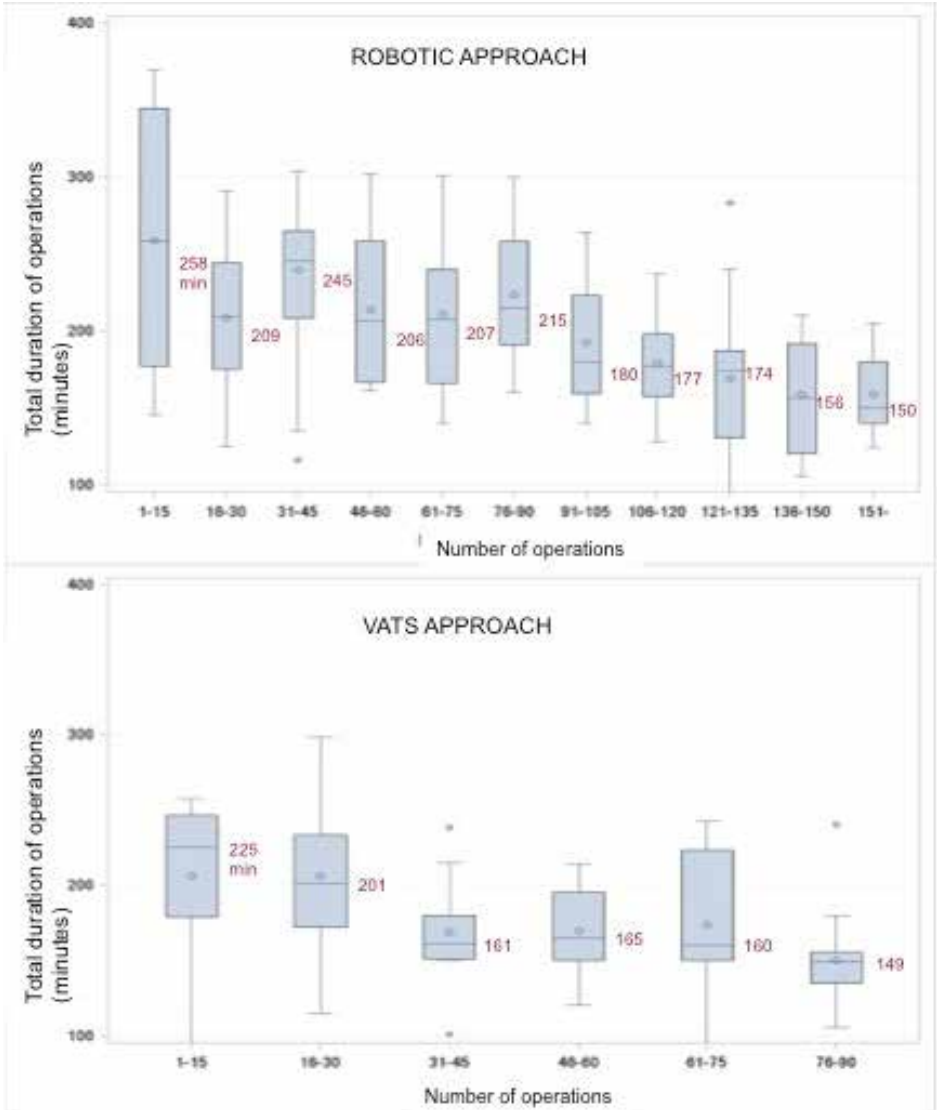 400
ROBOTIC APPROACH
300
258
min
245
209
206
207
215
200
180
177
174
156
150
100
Total duration of operations
(minutes)
1-15 16-30 31-45 46-60 61-75 76-90 91-105 106-120 121-135 136-150 151-
Number of operations
400
VATS APPROACH
300
225
min
201
200
161
165
160
149
100
Total duration of operations
(minutes)
1-15 16-30 31-45 46-60 61-75 76-90
Number of operations